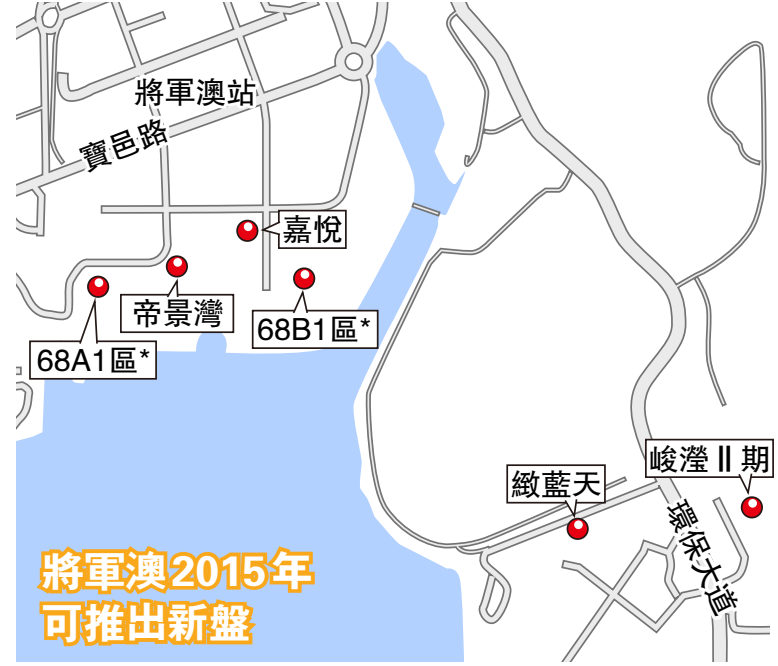 將軍澳站
寶邑路
嘉悅
帝景灣
68B1區*
68A1區*
峻瀅Ⅱ期
緻藍天
環保大道
將軍澳2015年
可推出新盤